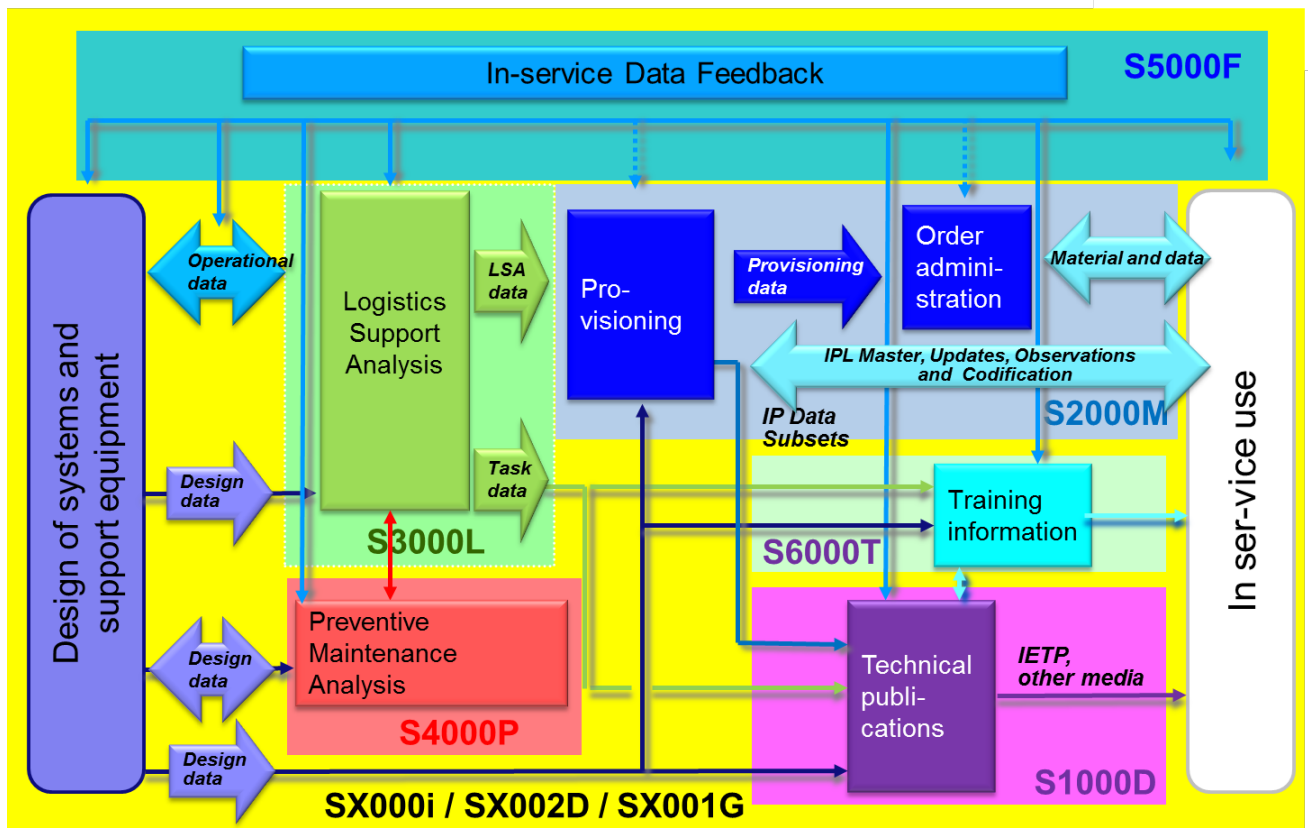 In-service Data Feedback
S5000F
Design of systems and
support equipment
Operational
data
Logistics
Support
Analysis
LSA
data
Task
data
Design
data
S3000L
Pro-
visioning
Provisioning
data
Order
admini-
stration
Material and data
IPL Master, Updates, Observations
and Codification
S2000M
IP Data
Subsets
Training
information
S6000T
Preventive
Maintenance
Analysis
Design
data
S4000P
Technical
publi-
cations
IETP,
other media
S1000D
Design
data
SX000i / SX002D / SX001G
In ser-vice use